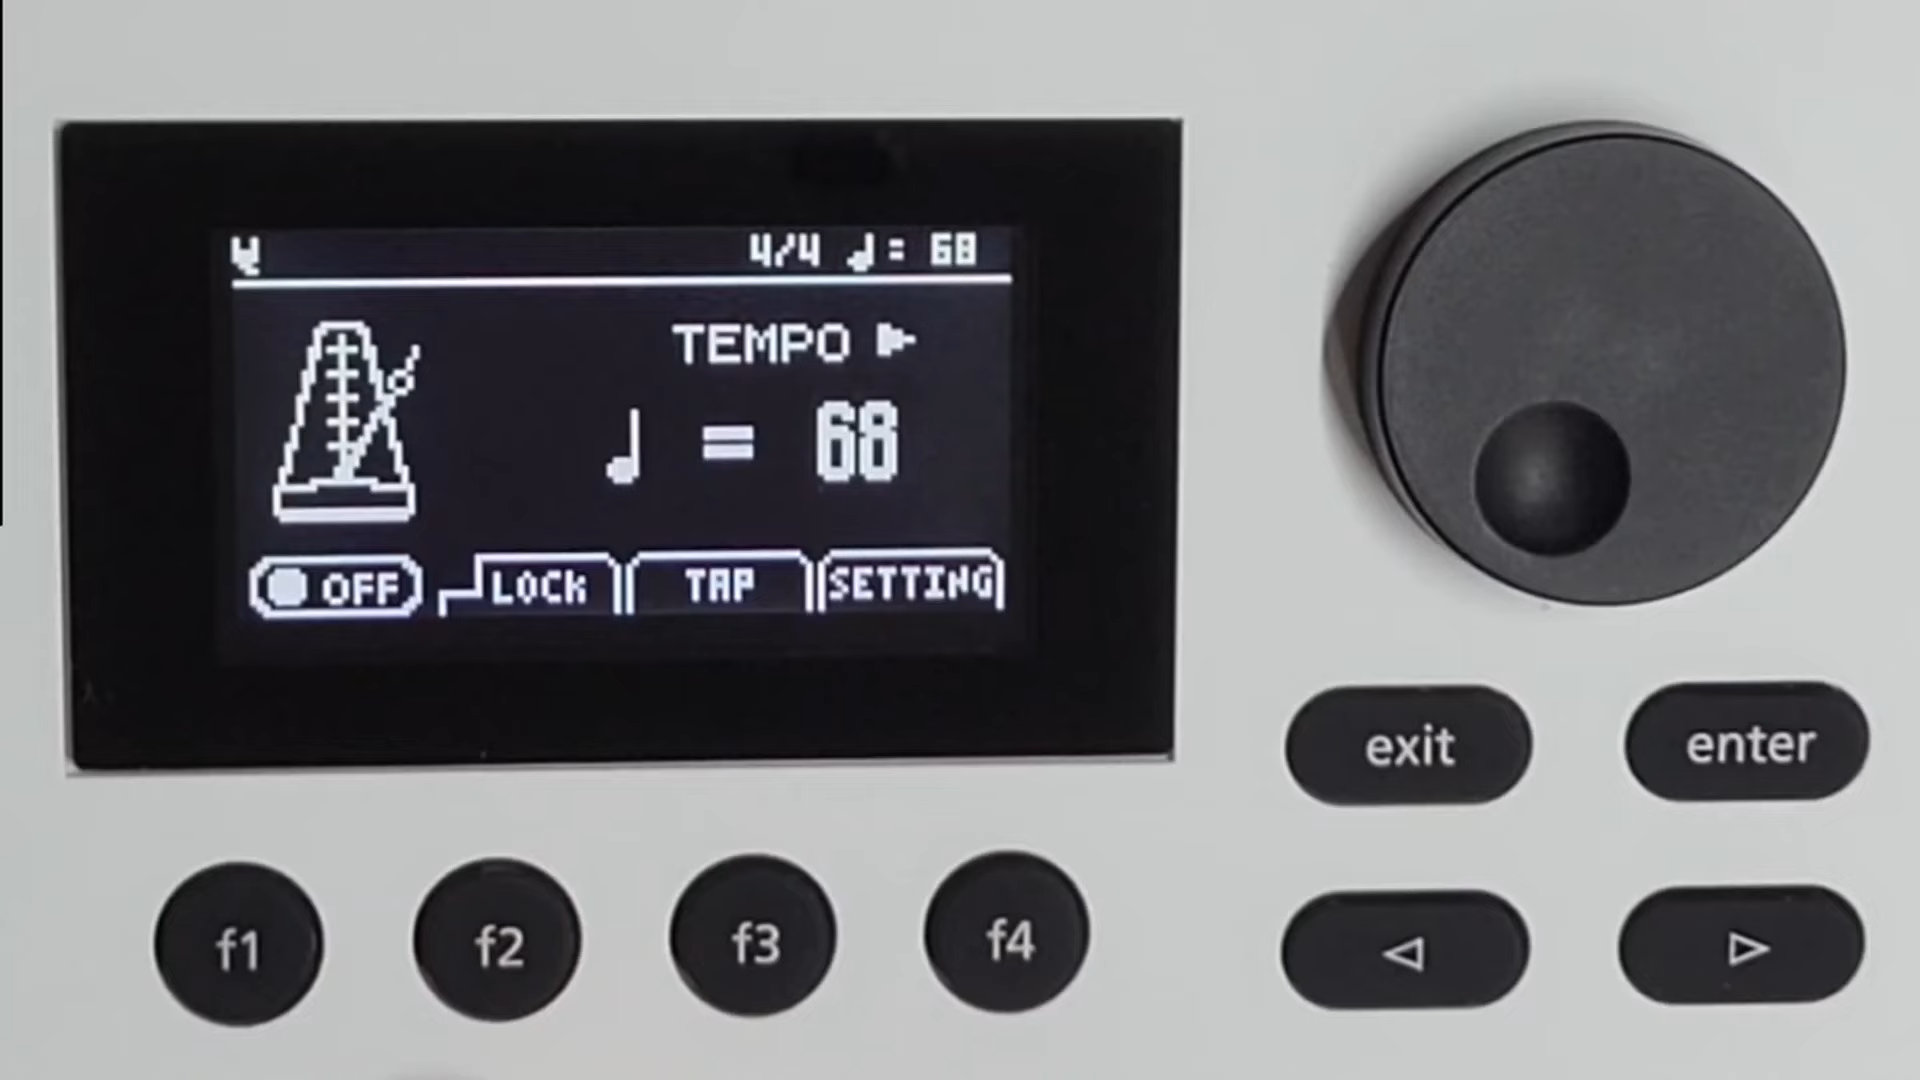 4/4 ♩= 68
TEMPO ▶
♩ = 68
OFF LOCK TAP SETTING
exit enter
f1 f2 f3 f4